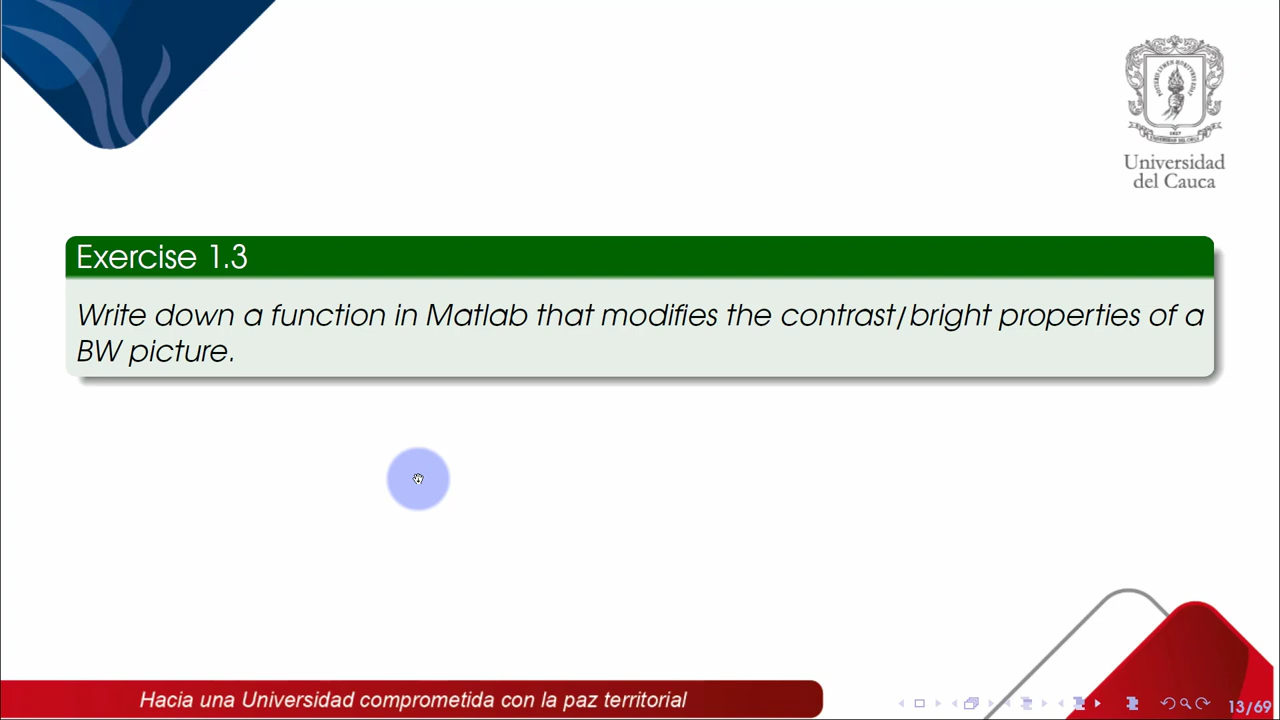 Universidad
del Cauca
Exercise 1.3
Write down a function in Matlab that modifies the contrast/bright properties of a
BW picture.
Hacia una Universidad comprometida con la paz territorial
13/69